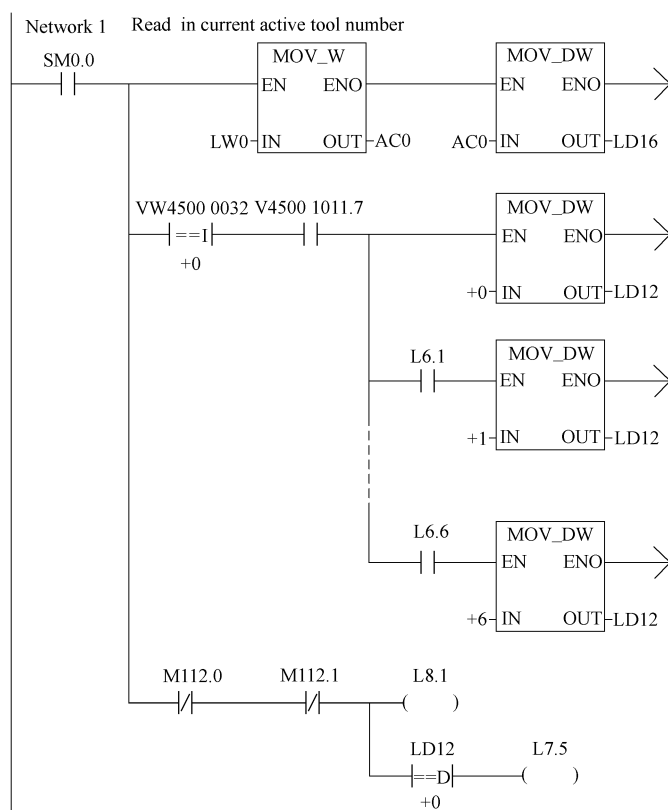 Network 1 Read in current active tool number
SM0.0
MOV_W MOV_DW
EN ENO EN ENO
LW0 IN OUT AC0 AC0 IN OUT LD16
VW4500 0032 V4500 1011.7
MOV_DW
==I EN ENO
+0
+0 IN OUT LD12
L6.1
MOV_DW
EN ENO
+1 IN OUT LD12
L6.6
MOV_DW
EN ENO
+6 IN OUT LD12
M112.0 M112.1 L8.1
/ / ( )
LD12 L7.5
==D ( )
+0